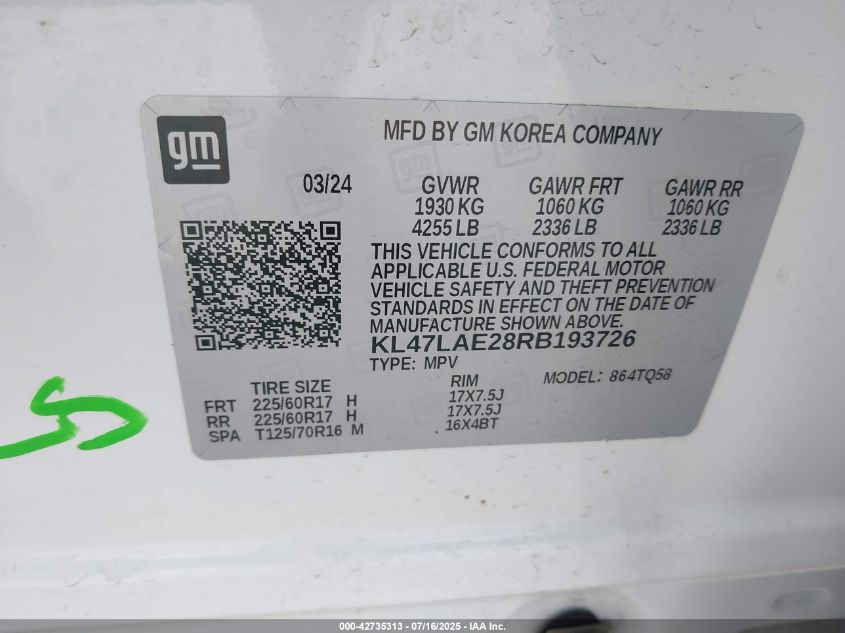 gm
MFD BY GM KOREA COMPANY
03/24 GVWR GAWR FRT GAWR RR
1930 KG 1060 KG 1060 KG
4255 LB 2336 LB 2336 LB
THIS VEHICLE CONFORMS TO ALL
APPLICABLE U.S. FEDERAL MOTOR
VEHICLE SAFETY AND THEFT PREVENTION
STANDARDS IN EFFECT ON THE DATE OF
MANUFACTURE SHOWN ABOVE.
KL47LAE28RB193726
TYPE: MPV MODEL: 864TQ58
TIRE SIZE RIM
FRT 225/60R17 H 17X7.5J
RR 225/60R17 H 17X7.5J
SPA T125/70R16 M 16X4BT
000-42735313 - 07/16/2025 - IAA Inc.